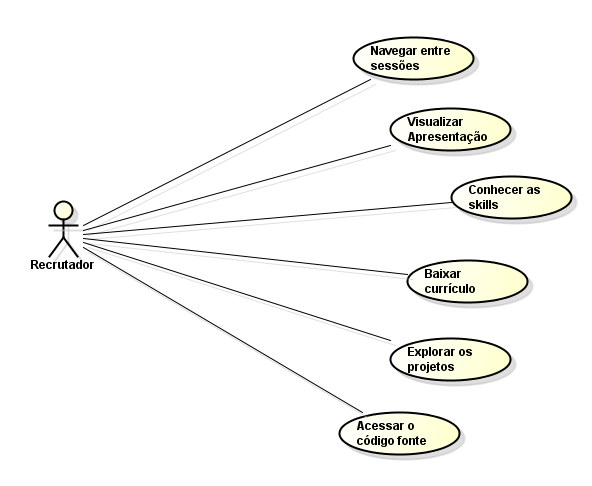 Navegar entre
sessões
Visualizar
Apresentação
Conhecer as
skills
Recrutador
Baixar
currículo
Explorar os
projetos
Acessar o
código fonte